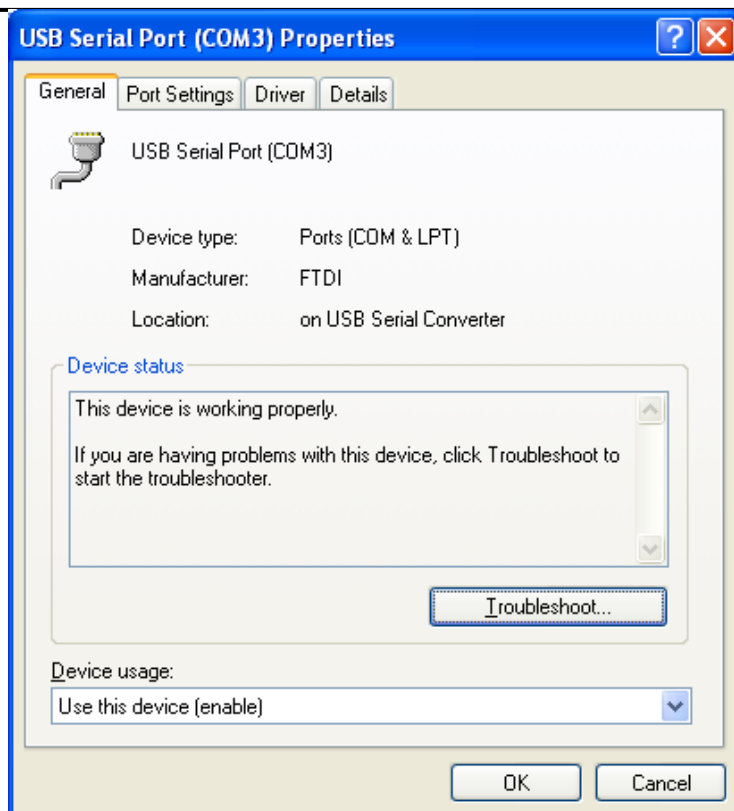 USB Serial Port (COM3) Properties
?
General Port Settings Driver Details
USB Serial Port (COM3)
Device type: Ports (COM & LPT)
Manufacturer: FTDI
Location: on USB Serial Converter
Device status
This device is working properly.
If you are having problems with this device, click Troubleshoot to
start the troubleshooter.
Troubleshoot...
Device usage:
Use this device (enable)
OK Cancel